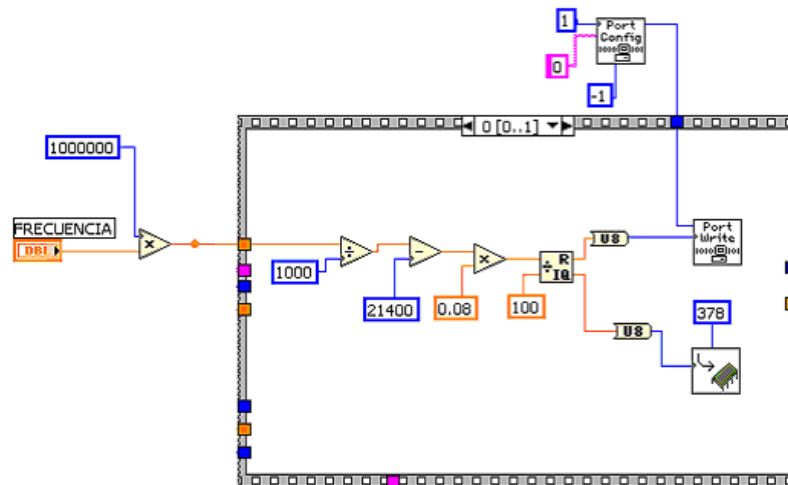 1
Port
Config
0
-1
0 [0..1]
1000000
FRECUENCIA
DBL
1000
21400
0.08
100
R
IQ
U8
Port
Write
U8
378